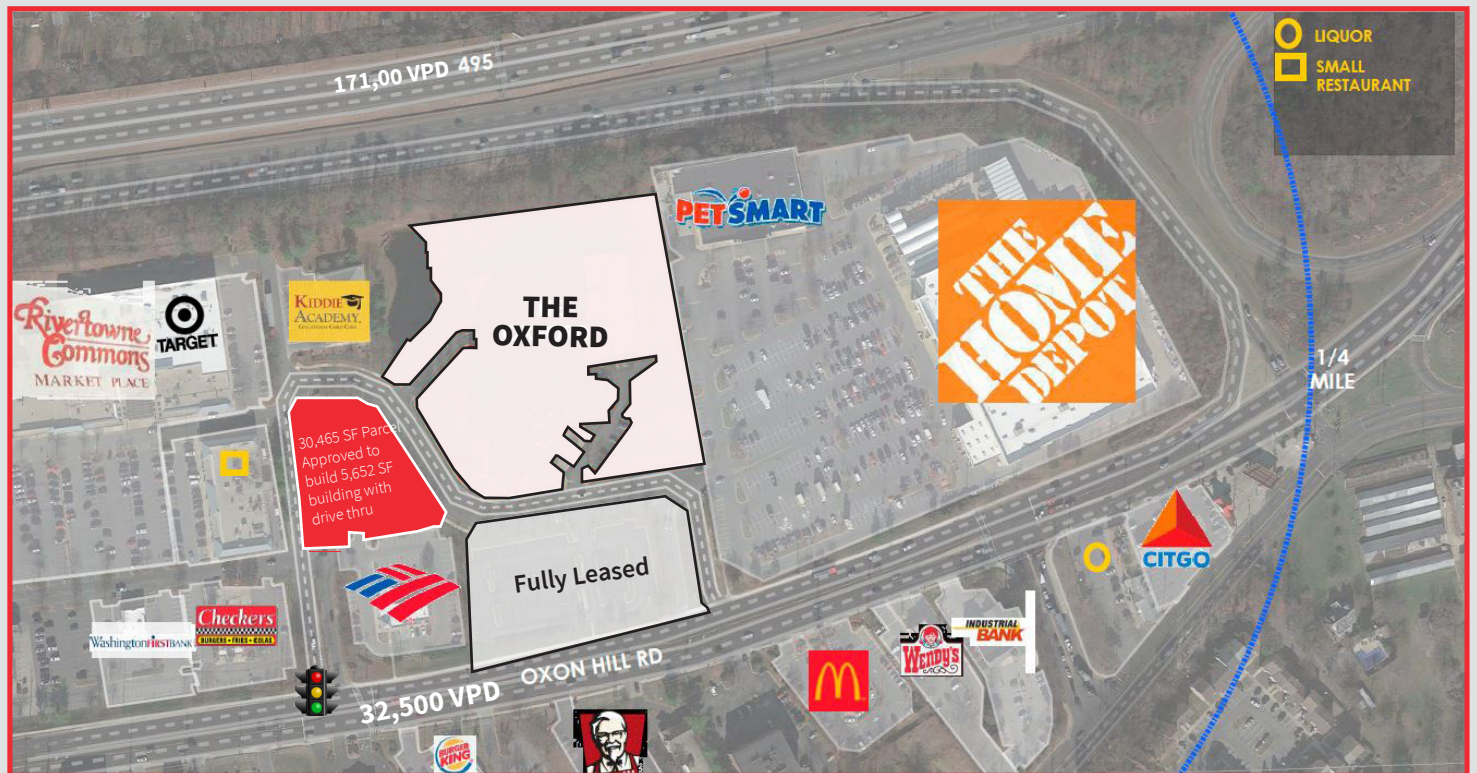 171,00 VPD 495
LIQUOR
SMALL
RESTAURANT
PETSMART
THE
HOME
DEPOT
Rivertowne
Commons
MARKET PLACE
TARGET
KIDDIE
ACADEMY
THE
OXFORD
1/4
MILE
30,465 SF Parcel
Approved to
build 5,652 SF
building with
drive thru
Fully Leased
CITGO
WashingtonFIRSTBANK
Checkers
BURGERS • FRIES • COLAS
INDUSTRIAL
BANK
WENDY'S
OXON HILL RD
32,500 VPD
BURGER
KING